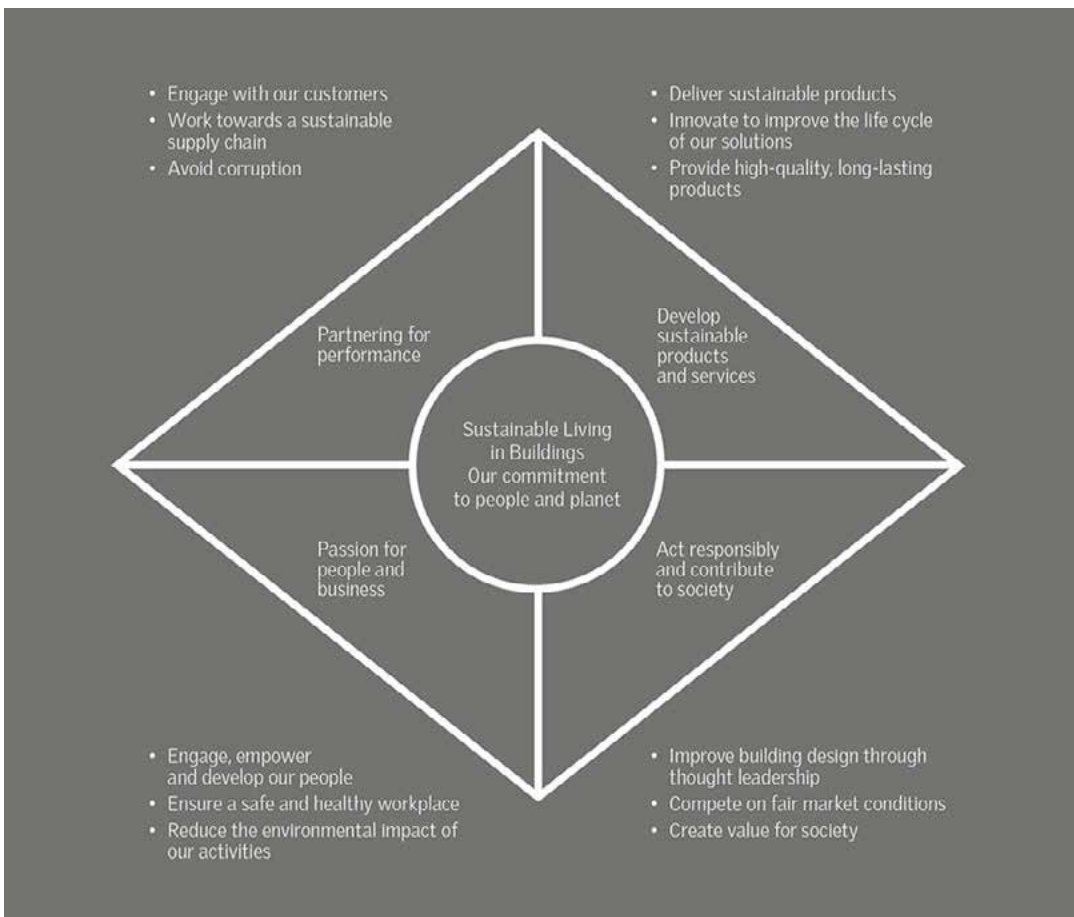 • Engage with our customers
• Work towards a sustainable
supply chain
• Avoid corruption
• Deliver sustainable products
• Innovate to improve the life cycle
of our solutions
• Provide high-quality, long-lasting
products
Partnering for
performance
Develop
sustainable
products
and services
Sustainable Living
in Buildings
Our commitment
to people and planet
Passion for
people and
business
Act responsibly
and contribute
to society
• Engage, empower
and develop our people
• Ensure a safe and healthy workplace
• Reduce the environmental impact of
our activities
• Improve building design through
thought leadership
• Compete on fair market conditions
• Create value for society